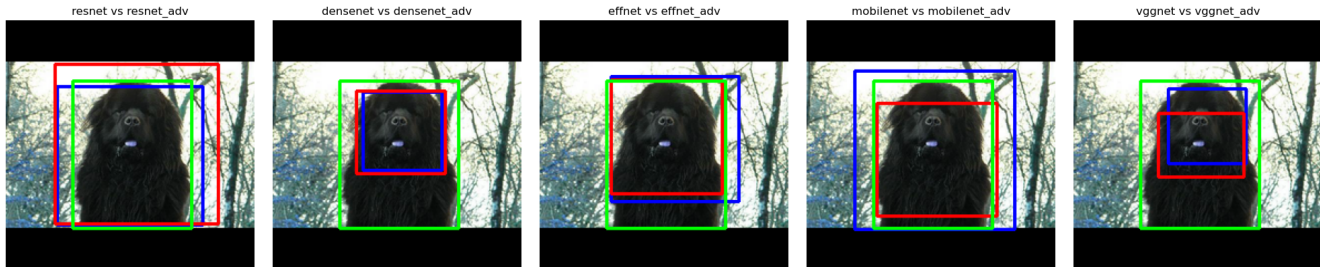 resnet vs resnet_adv
densenet vs densenet_adv
effnet vs effnet_adv
mobilenet vs mobilenet_adv
vggnet vs vggnet_adv